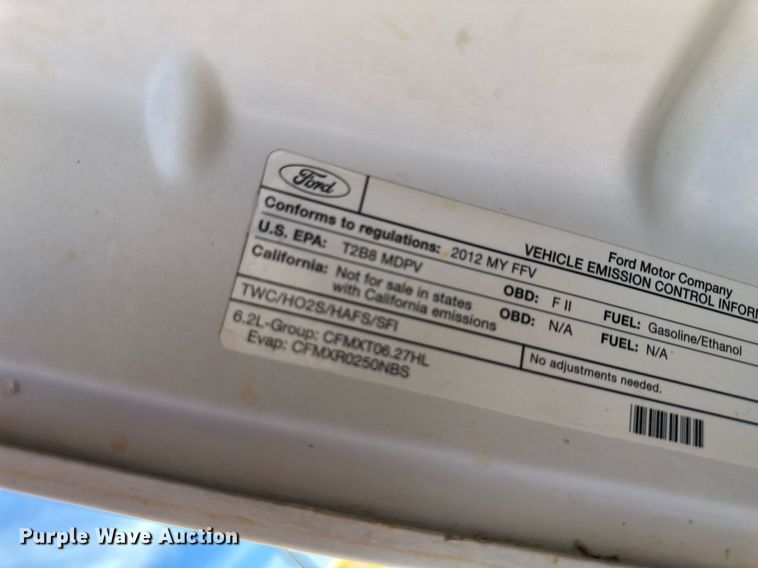 Ford
Ford Motor Company
VEHICLE EMISSION CONTROL
Conforms to regulations: 2012 MY FFV
U.S. EPA: T2B8 MDPV OBD: F II FUEL: Gasoline/Ethanol
California: Not for sale in states with California emissions OBD: N/A FUEL: N/A
TWC/HO2S/HAFS/SFI
No adjustments needed.
6.2L-Group: CFMXT06.27HL
Evap: CFMXR0250NBS
Purple Wave Auction